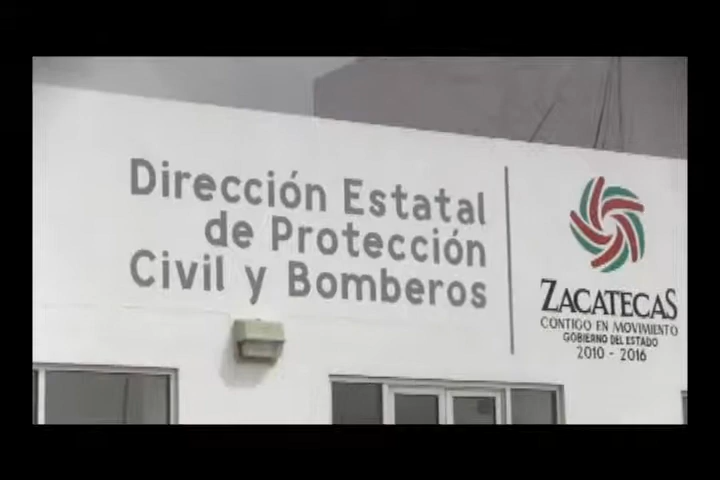 Dirección Estatal
de Protección
Civil y Bomberos
ZACATECAS
CONTIGO EN MOVIMIENTO
GOBIERNO DEL ESTADO
2010 - 2016